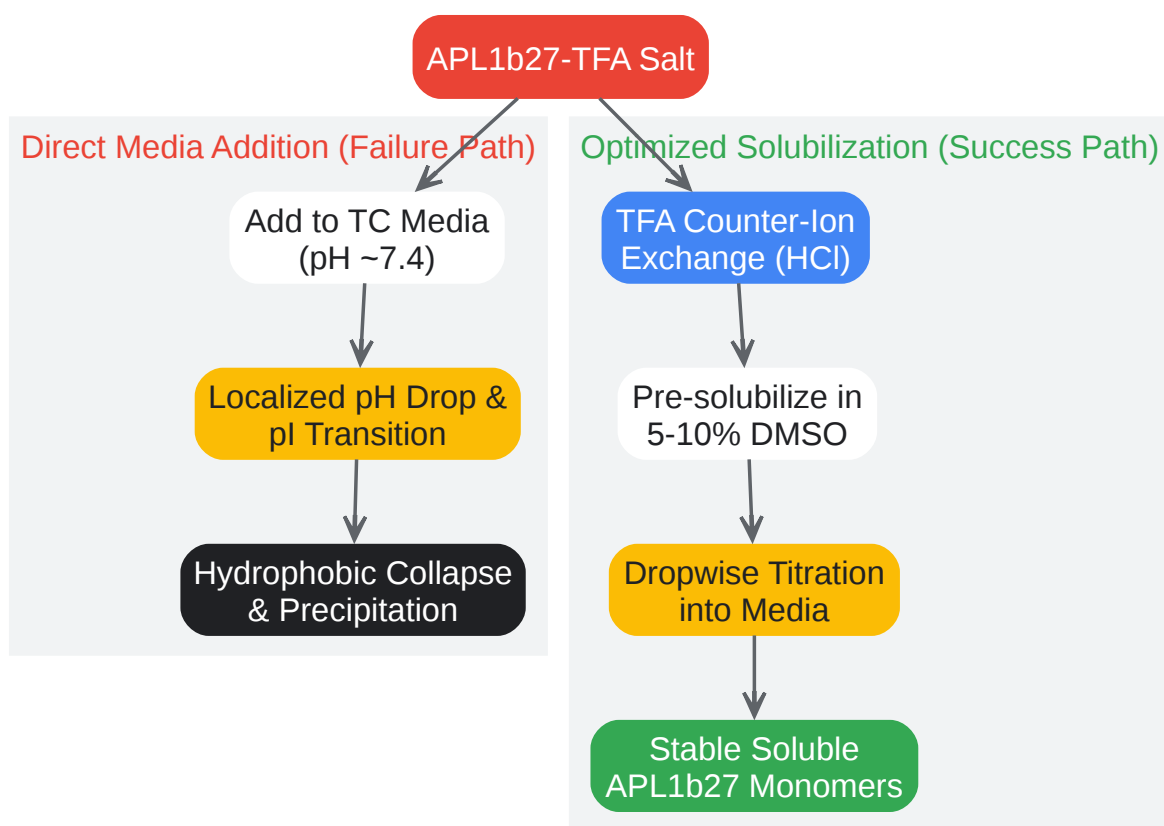 APL1b27-TFA Salt
Direct Media Addition (Failure Path)
Add to TC Media
(pH ~7.4)
Localized pH Drop &
pI Transition
Hydrophobic Collapse
& Precipitation
Optimized Solubilization (Success Path)
TFA Counter-Ion
Exchange (HCl)
Pre-solubilize in
5-10% DMSO
Dropwise Titration
into Media
Stable Soluble
APL1b27 Monomers